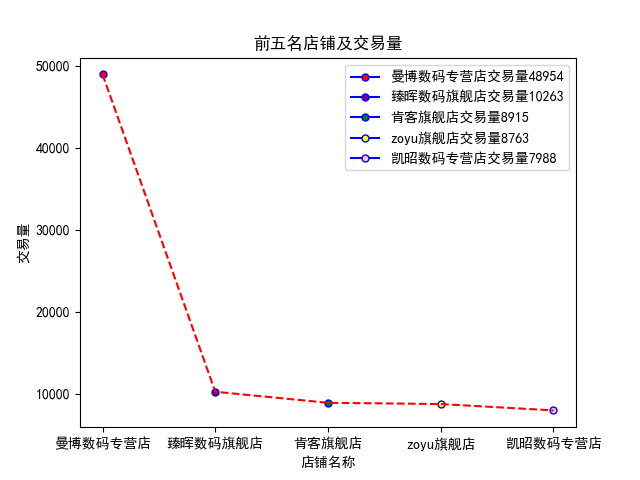 前五名店铺及交易量
曼博数码专营店交易量48954
臻晖数码旗舰店交易量10263
肯客旗舰店交易量8915
zoyu旗舰店交易量8763
凯昭数码专营店交易量7988
50000
40000
30000
20000
10000
交易量
曼博数码专营店 臻晖数码旗舰店 肯客旗舰店 zoyu旗舰店 凯昭数码专营店
店铺名称